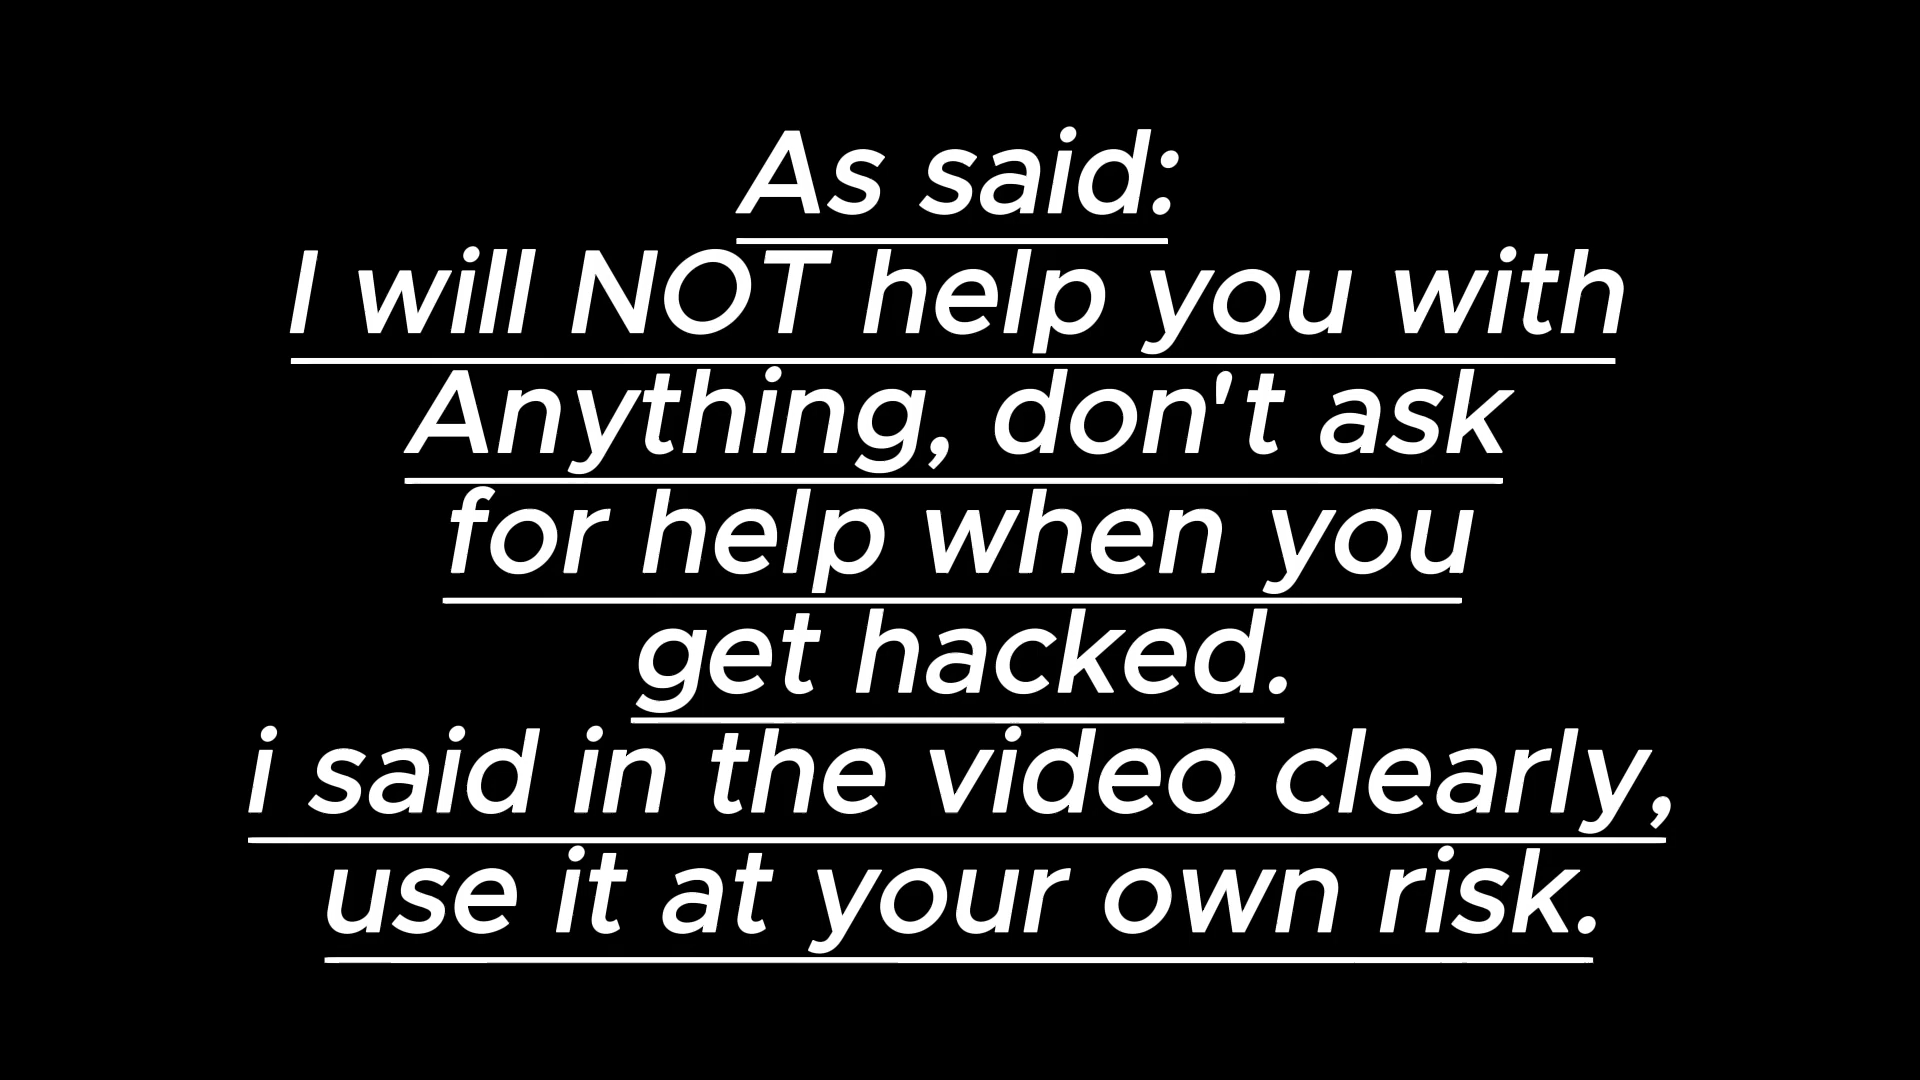 As said:
I will NOT help you with
Anything, don't ask
for help when you
get hacked.
i said in the video clearly,
use it at your own risk.